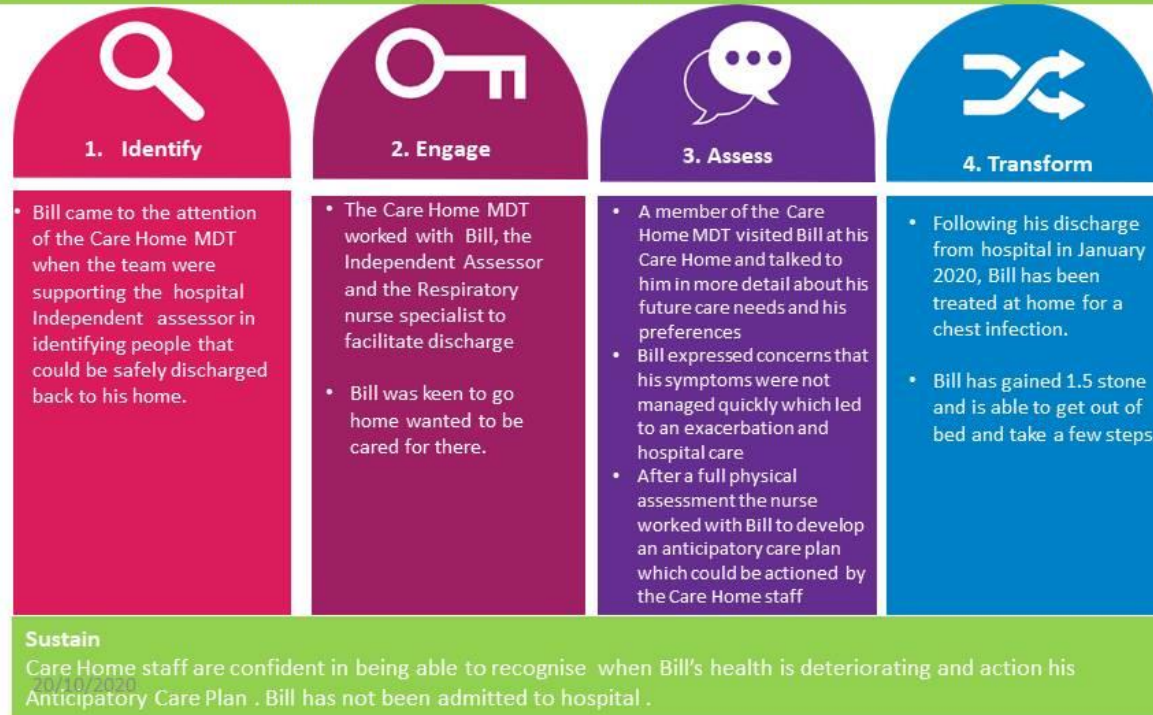 1. Identify
• Bill came to the attention
of the Care Home MDT
when the team were
supporting the hospital
Independent assessor in
identifying people that
could be safely discharged
back to his home.
2. Engage
• The Care Home MDT
worked with Bill, the
Independent Assessor
and the Respiratory
nurse specialist to
facilitate discharge
• Bill was keen to go
home wanted to be
cared for there.
3. Assess
• A member of the Care
Home MDT visited Bill at his
Care Home and talked to
him in more detail about his
future care needs and his
preferences
• Bill expressed concerns that
his symptoms were not
managed quickly which led
to an exacerbation and
hospital care
• After a full physical
assessment the nurse
worked with Bill to develop
an anticipatory care plan
which could be actioned by
the Care Home staff
4. Transform
• Following his discharge
from hospital in January
2020, Bill has been
treated at home for a
chest infection.
• Bill has gained 1.5 stone
and is able to get out of
bed and take a few steps
Sustain
Care Home staff are confident in being able to recognise when Bill's health is deteriorating and action his
20/10/2020
Anticipatory Care Plan . Bill has not been admitted to hospital .